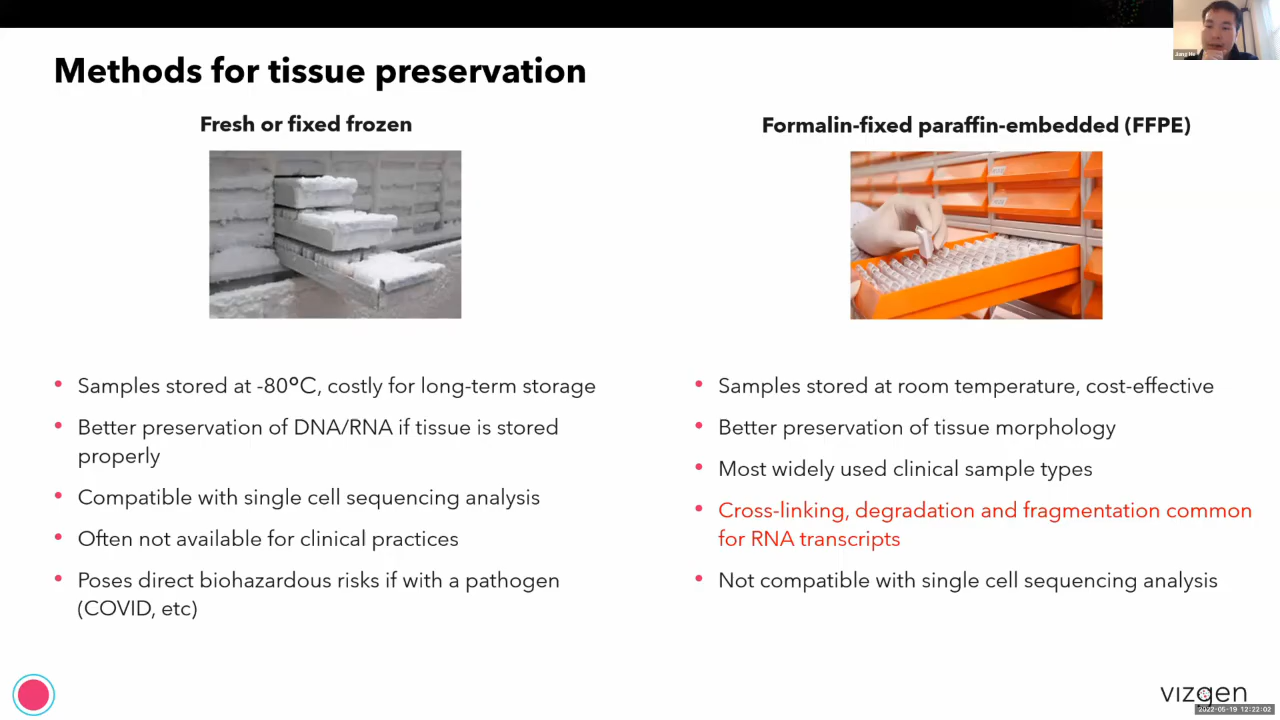 Jiang He
Methods for tissue preservation
Fresh or fixed frozen
• Samples stored at -80°C, costly for long-term storage
• Better preservation of DNA/RNA if tissue is stored
properly
• Compatible with single cell sequencing analysis
• Often not available for clinical practices
• Poses direct biohazardous risks if with a pathogen
(COVID, etc)
Formalin-fixed paraffin-embedded (FFPE)
• Samples stored at room temperature, cost-effective
• Better preservation of tissue morphology
• Most widely used clinical sample types
• Cross-linking, degradation and fragmentation common
for RNA transcripts
• Not compatible with single cell sequencing analysis
vizgen
2022-05-19 12:22:02